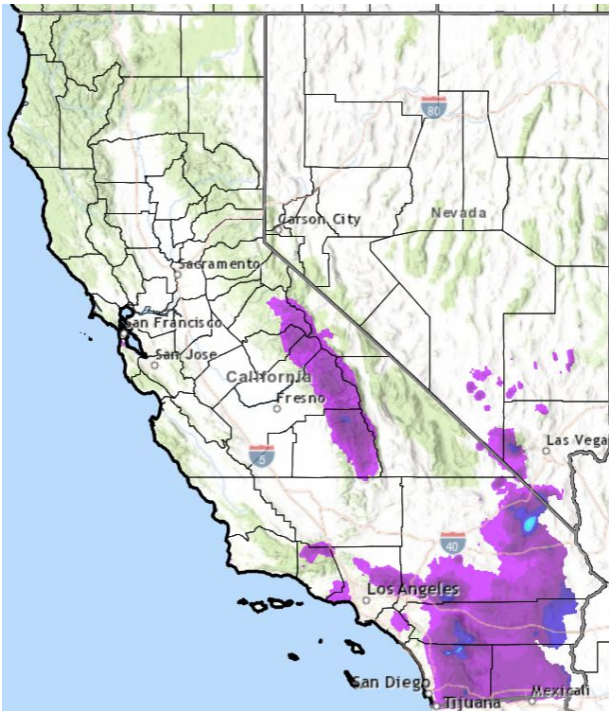 80
Carson City
Nevada
Sacramento
San Francisco
San Jose
California
Fresno
5
Las Vega
40
Los Angeles
San Diego
Tijuana
Mexicali